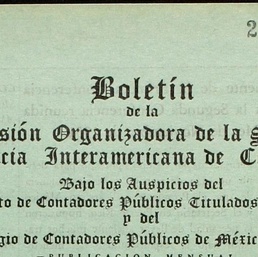 2
Boletín
de la
sión Organizadora de la S
cia Interamericana de C
Bajo los Auspicios del
to de Contadores Públicos Titulados
y del
gio de Contadores Públicos de Méxi
PUBLICACION MENSUAL